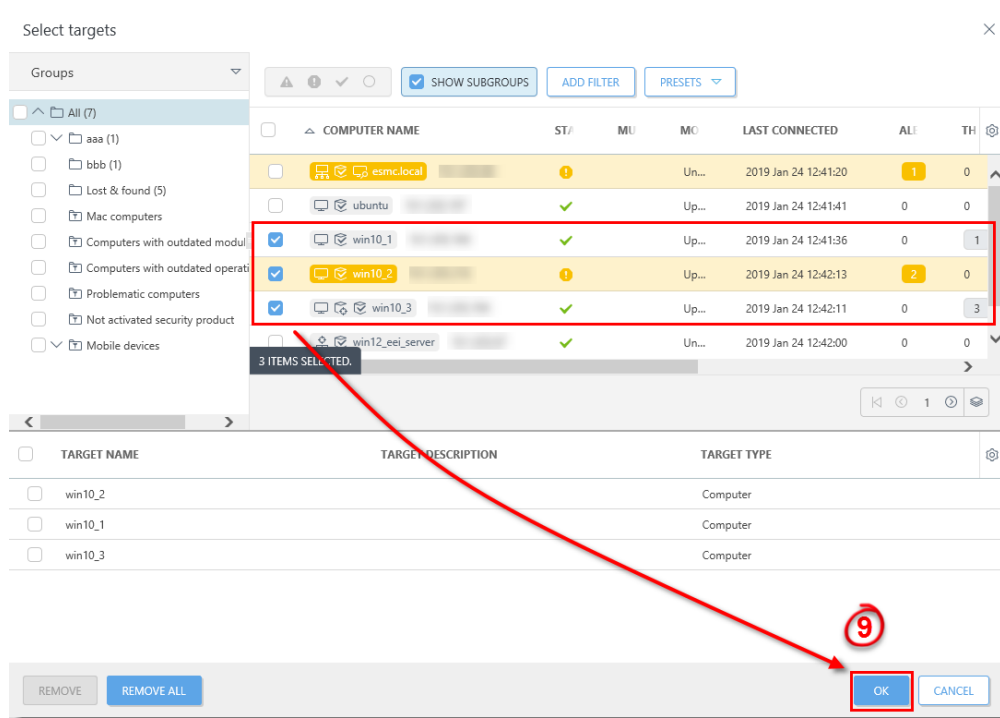 Select targets
Groups
SHOW SUBGROUPS
ADD FILTER
PRESETS
All (7)
aaa (1)
bbb (1)
Lost & found (5)
Mac computers
Computers with outdated modul
Computers with outdated operati
Problematic computers
Not activated security product
Mobile devices
COMPUTER NAME STA MU MO LAST CONNECTED ALE TH
esmc.local Un... 2019 Jan 24 12:41:20 1 0
ubuntu Up... 2019 Jan 24 12:41:41 0 0
win10_1 Up... 2019 Jan 24 12:41:36 0 1
win10_2 Up... 2019 Jan 24 12:42:13 2 0
win10_3 Up... 2019 Jan 24 12:42:11 0 3
win12_eei_server Un... 2019 Jan 24 12:42:00 0 0
3 ITEMS SELECTED.
1
TARGET NAME TARGET DESCRIPTION TARGET TYPE
win10_2 Computer
win10_1 Computer
win10_3 Computer
9
REMOVE REMOVE ALL OK CANCEL